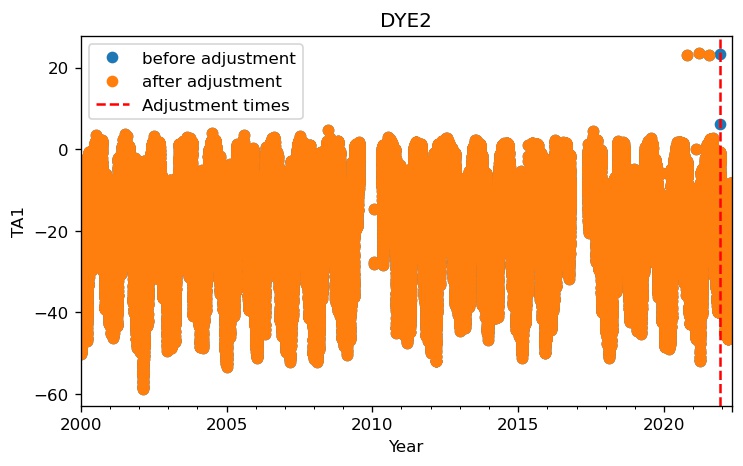 DYE2
before adjustment
after adjustment
Adjustment times
TA1
20
0
−20
−40
−60
2000
2005
2010
2015
2020
Year